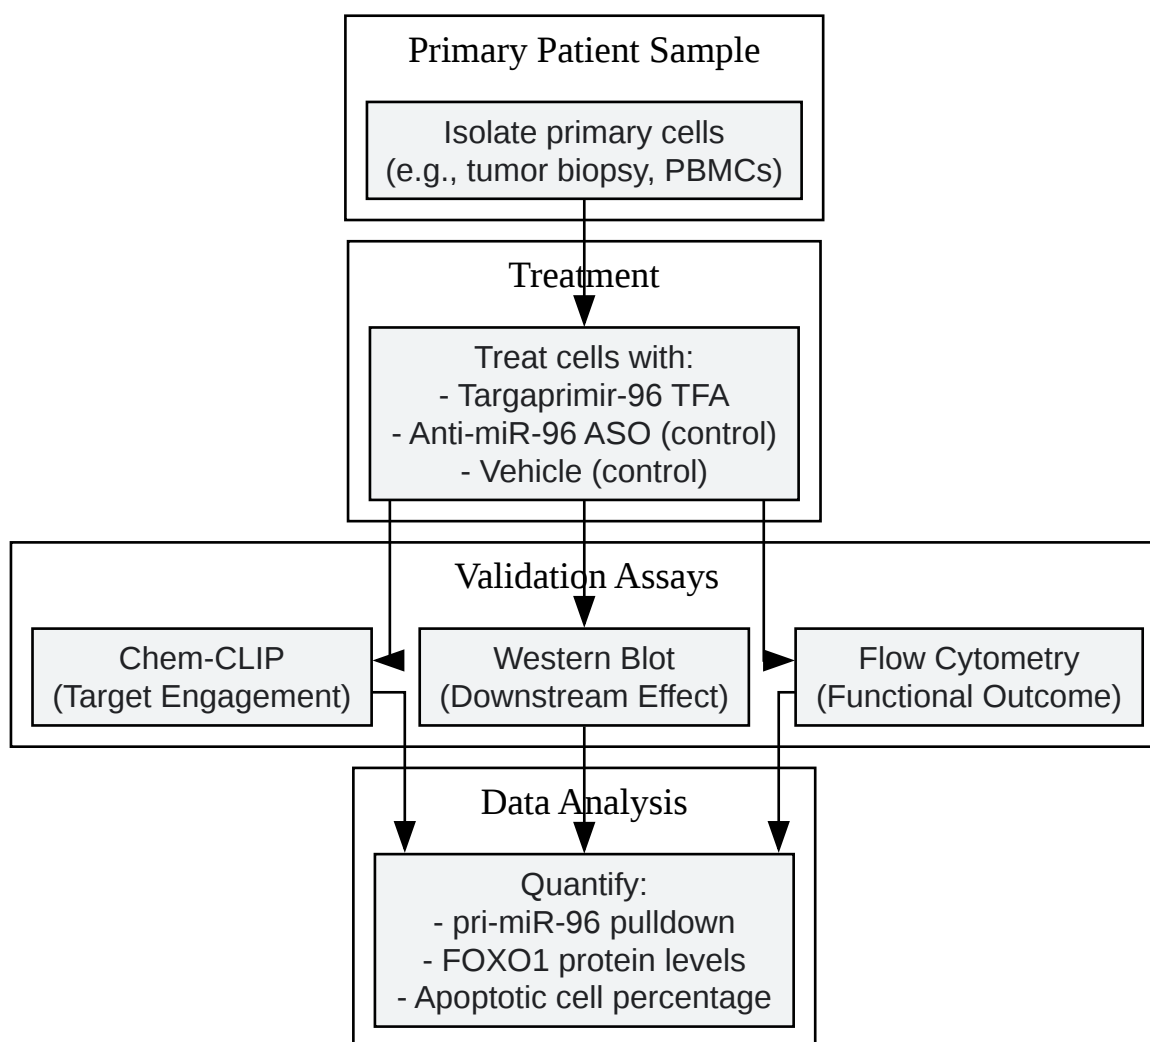 Primary Patient Sample
Isolate primary cells
(e.g., tumor biopsy, PBMCs)
Treatment
Treat cells with:
- Targaprimir-96 TFA
- Anti-miR-96 ASO (control)
- Vehicle (control)
Validation Assays
Chem-CLIP
(Target Engagement)
Western Blot
(Downstream Effect)
Flow Cytometry
(Functional Outcome)
Data Analysis
Quantify:
- pri-miR-96 pulldown
- FOXO1 protein levels
- Apoptotic cell percentage